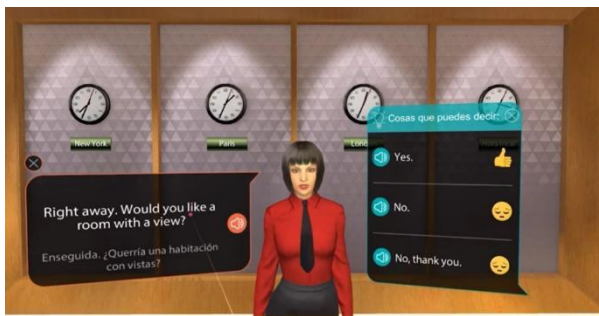 New York
Paris
Right away. Would you like a
room with a view?
Enseguida. ¿Querría una habitación
con vistas?
Cosas que puedes decir:
Yes.
No.
No, thank you.